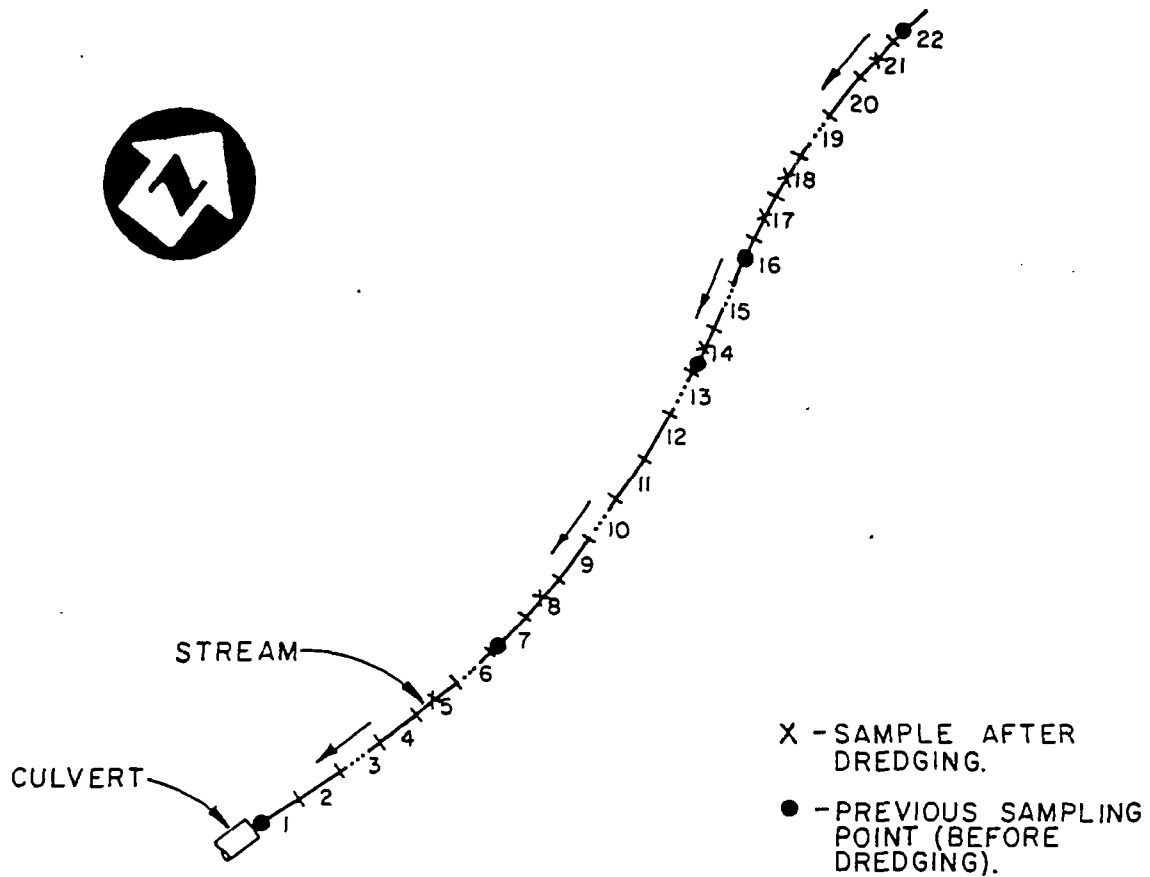 22
21
20
19
18
17
16
15
14
13
12
11
10
9
8
7
6
5
4
3
2
1
N
STREAM
CULVERT
X - SAMPLE AFTER
DREDGING.
● - PREVIOUS SAMPLING
POINT (BEFORE
DREDGING).